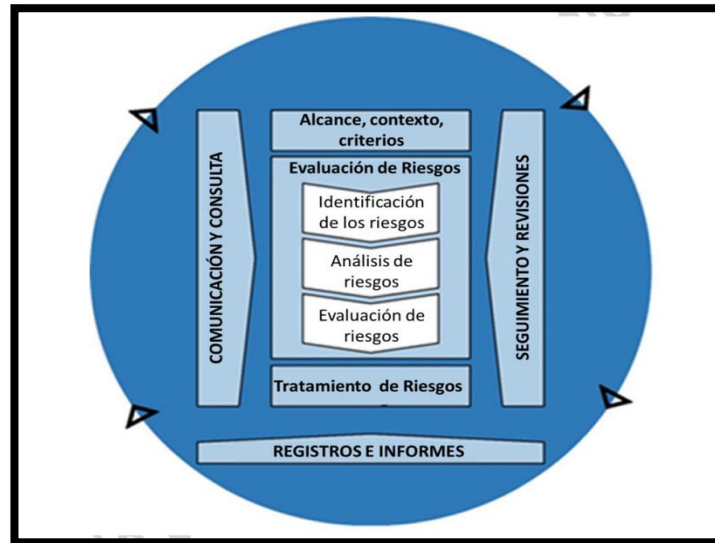 Alcance, contexto,
criterios
Evaluación de Riesgos
Identificación
de los riesgos
Análisis de
riesgos
Evaluación de
riesgos
Tratamiento de Riesgos
COMUNICACIÓN Y CONSULTA
SEGUIMIENTO Y REVISIONES
REGISTROS E INFORMES